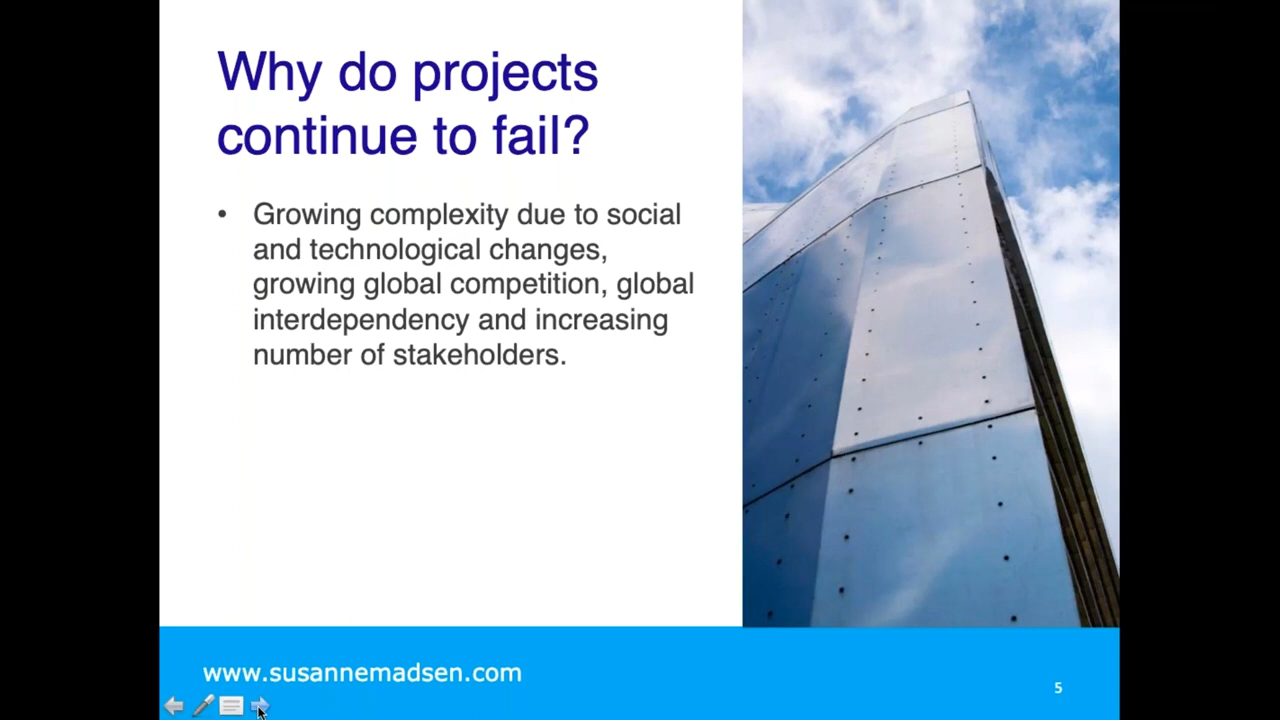 Why do projects
continue to fail?
• Growing complexity due to social
and technological changes,
growing global competition, global
interdependency and increasing
number of stakeholders.
www.susannemadsen.com
5